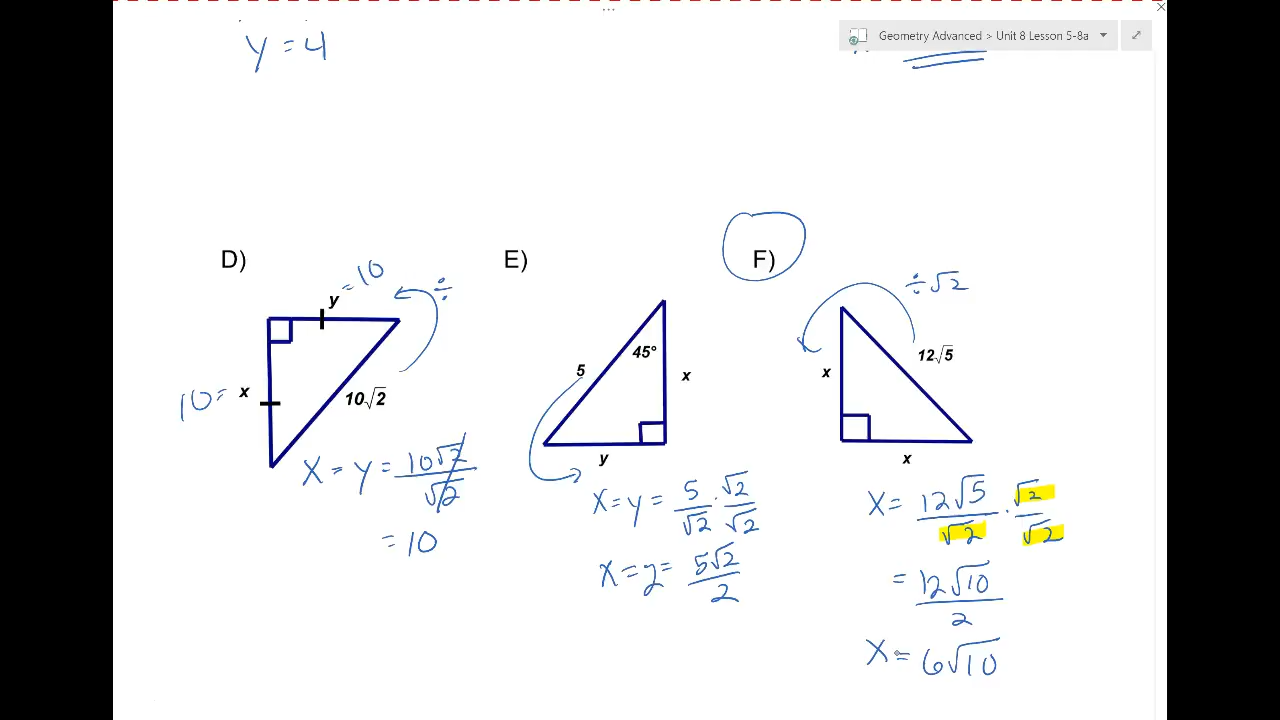 y = 4
Geometry Advanced > Unit 8 Lesson 5-8a
D)
E)
F)
y = 10
÷
÷ √2
10 = x
10√2
5
45°
x
y
x
12√5
x
x = y = 10√2 / √2
= 10
x = y = 5/√2 · √2/√2
x = y = 5√2 / 2
x = 12√5 / √2 · √2/√2
= 12√10 / 2
x = 6√10